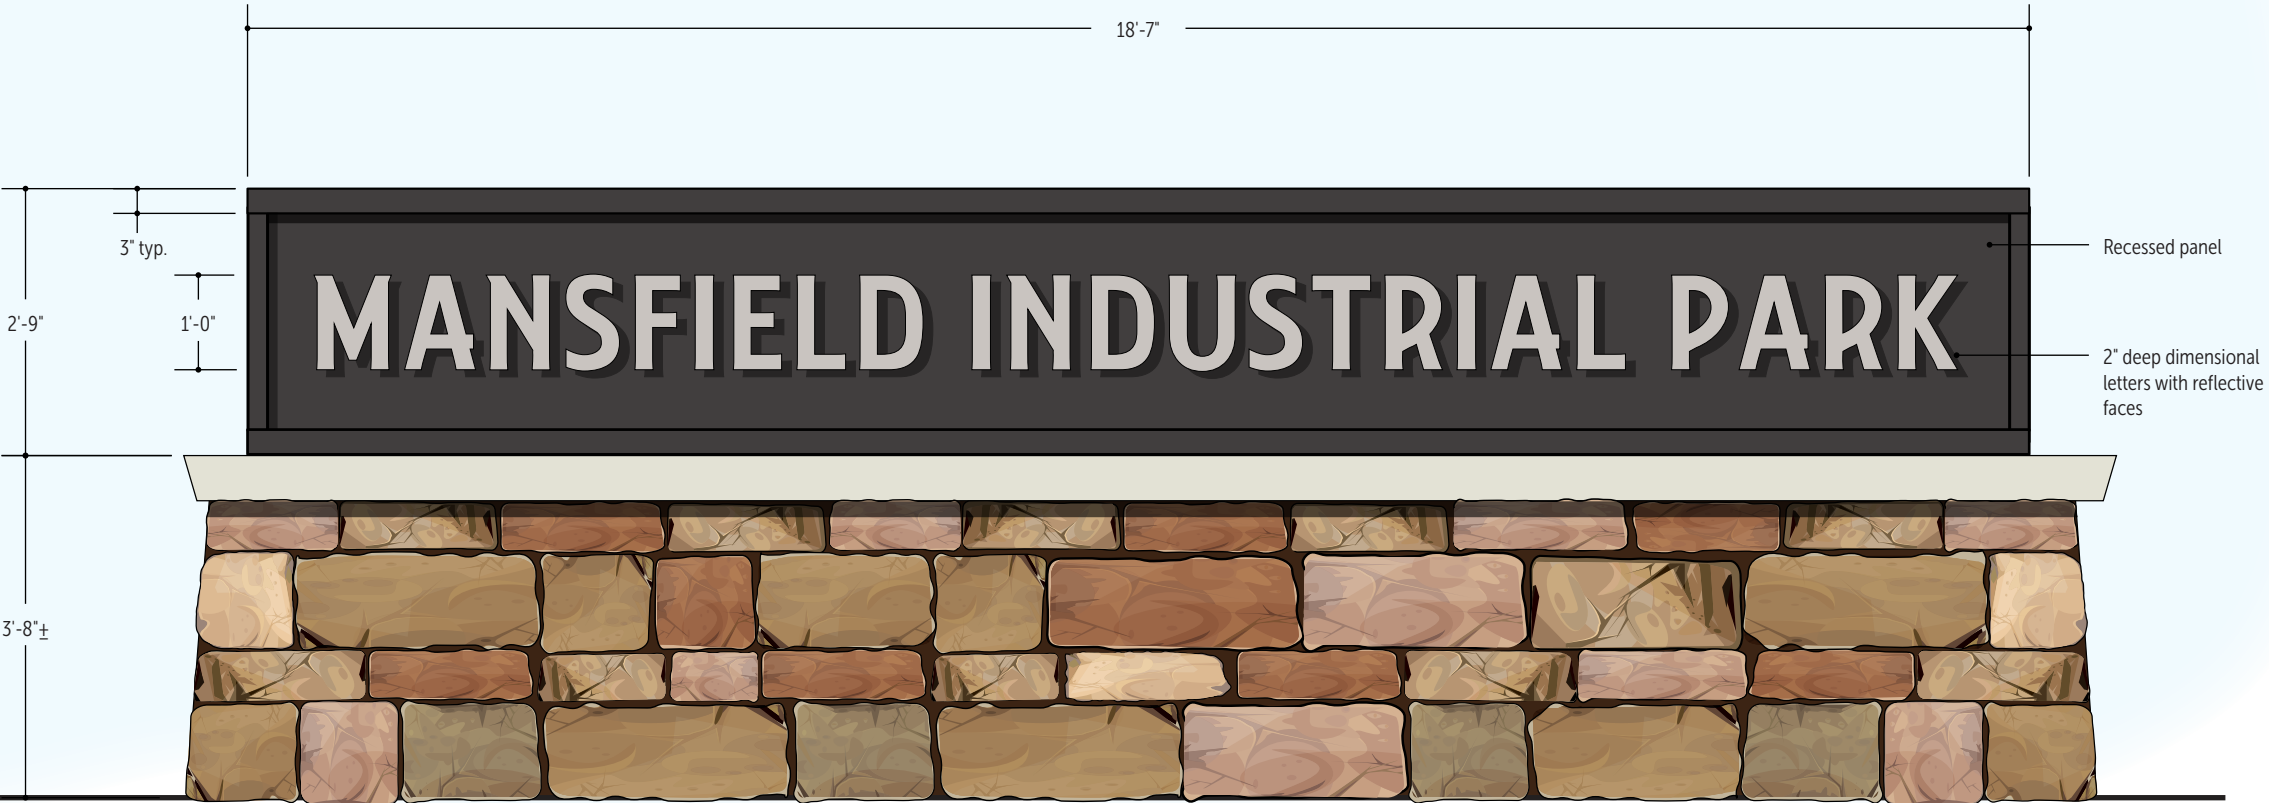 18'-7"
3" typ.
2'-9"
1'-0"
MANSFIELD INDUSTRIAL PARK
Recessed panel
2" deep dimensional
letters with reflective
faces
3'-8"±